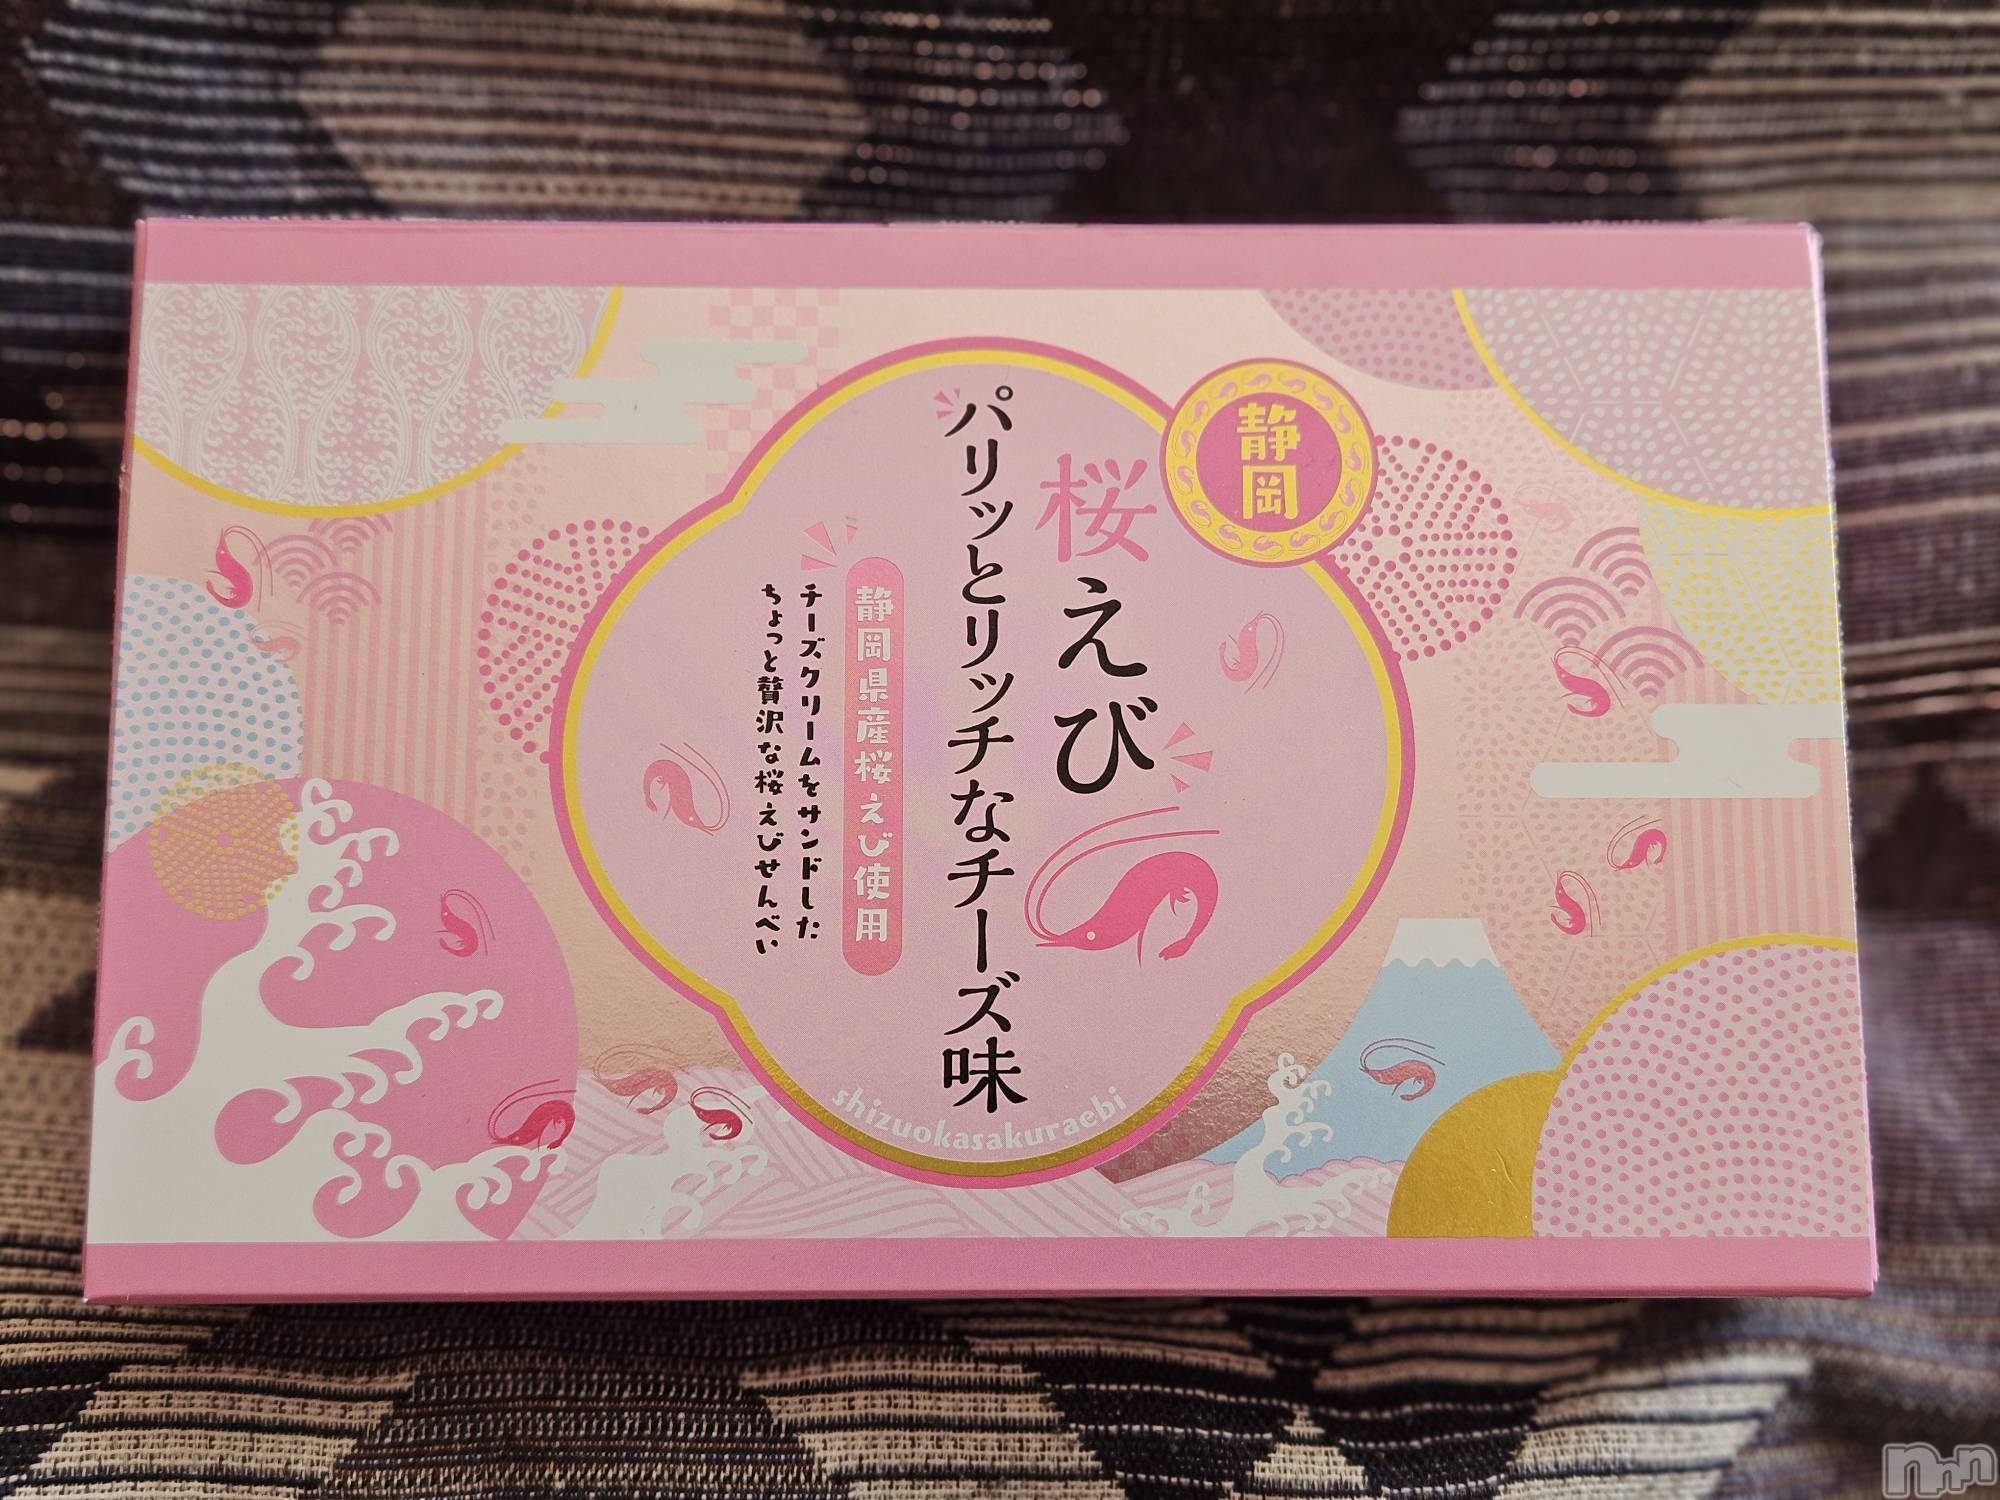 静岡
桜えび
パリッとリッチなチーズ味
静岡県産桜えび使用
チーズクリームをサンドした
ちょっと贅沢な桜えびせんべい
shizuokasakuraebi
nnn